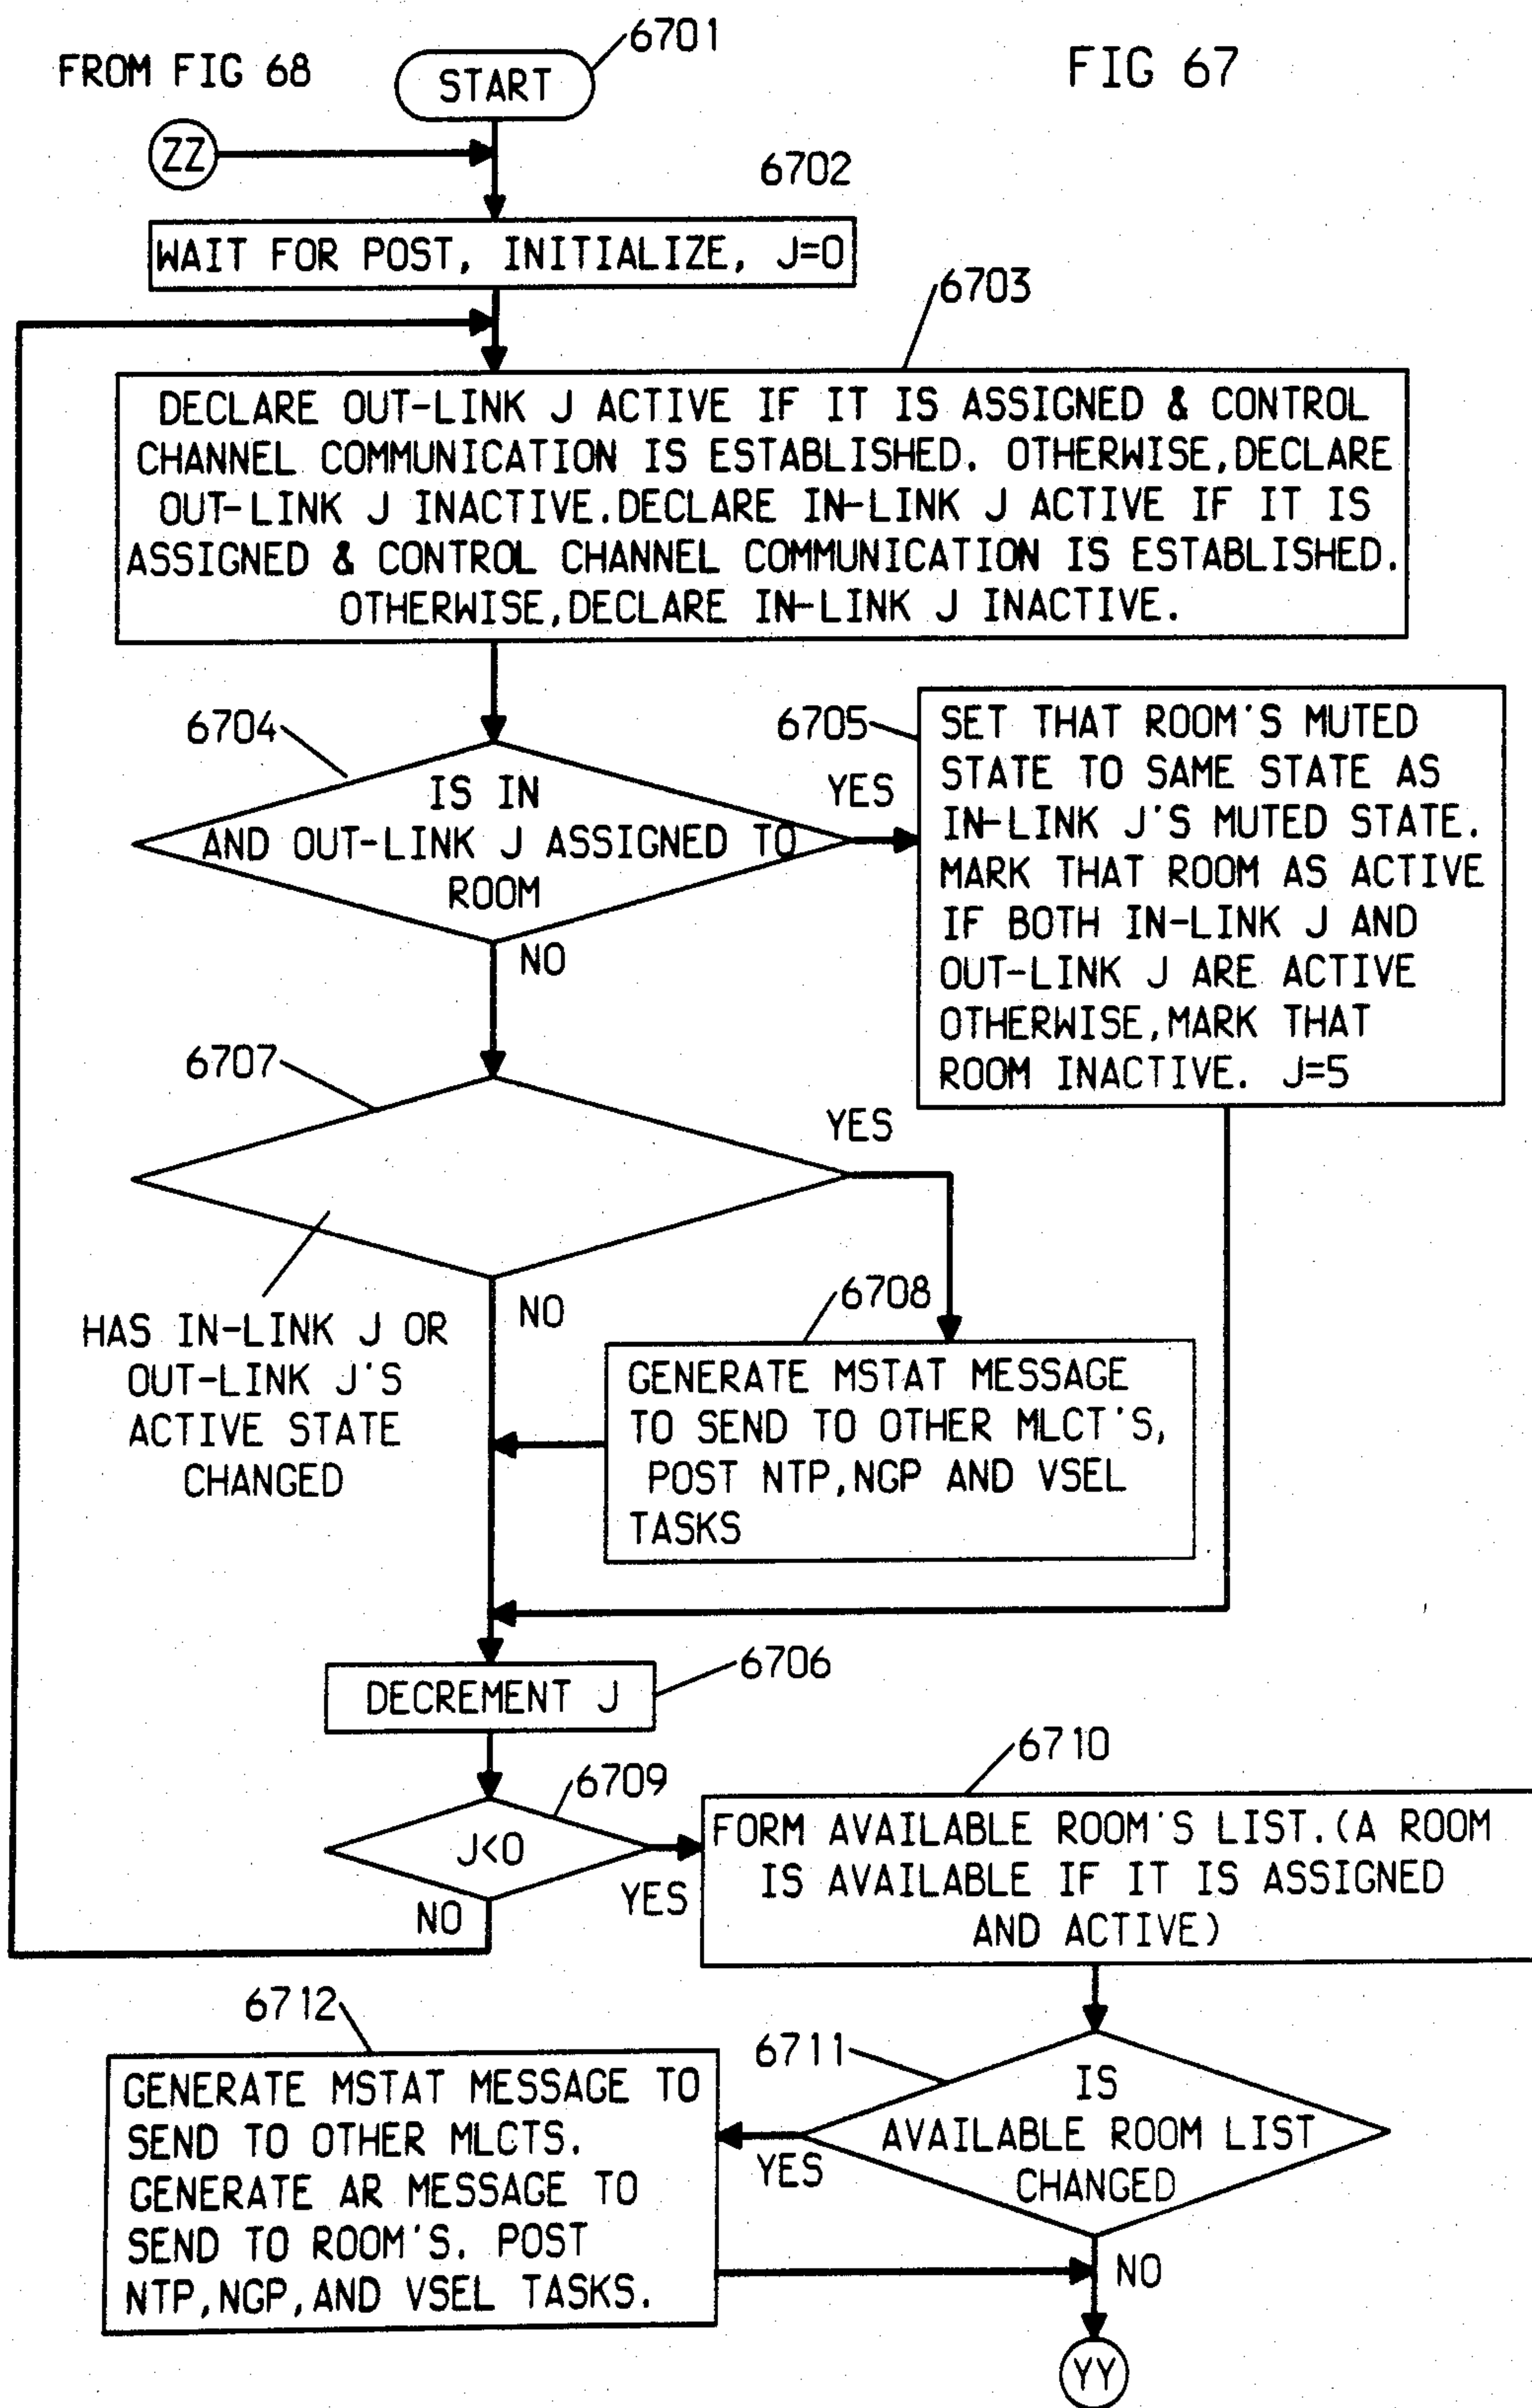 FROM FIG 68
START
6701
FIG 67
ZZ
6702
WAIT FOR POST, INITIALIZE, J=0
6703
DECLARE OUT-LINK J ACTIVE IF IT IS ASSIGNED & CONTROL
CHANNEL COMMUNICATION IS ESTABLISHED. OTHERWISE,DECLARE
OUT-LINK J INACTIVE.DECLARE IN-LINK J ACTIVE IF IT IS
ASSIGNED & CONTROL CHANNEL COMMUNICATION IS ESTABLISHED.
OTHERWISE,DECLARE IN-LINK J INACTIVE.
6704
IS IN
AND OUT-LINK J ASSIGNED TO
ROOM
YES
NO
6705
SET THAT ROOM'S MUTED
STATE TO SAME STATE AS
IN-LINK J'S MUTED STATE.
MARK THAT ROOM AS ACTIVE
IF BOTH IN-LINK J AND
OUT-LINK J ARE ACTIVE
OTHERWISE,MARK THAT
ROOM INACTIVE. J=5
6707
YES
NO
HAS IN-LINK J OR
OUT-LINK J'S
ACTIVE STATE
CHANGED
6708
GENERATE MSTAT MESSAGE
TO SEND TO OTHER MLCT'S,
POST NTP,NGP AND VSEL
TASKS
6706
DECREMENT J
6709
J<0
YES
NO
6710
FORM AVAILABLE ROOM'S LIST.(A ROOM
IS AVAILABLE IF IT IS ASSIGNED
AND ACTIVE)
6711
IS
AVAILABLE ROOM LIST
CHANGED
YES
NO
6712
GENERATE MSTAT MESSAGE TO
SEND TO OTHER MLCTS.
GENERATE AR MESSAGE TO
SEND TO ROOM'S. POST
NTP,NGP,AND VSEL TASKS.
YY